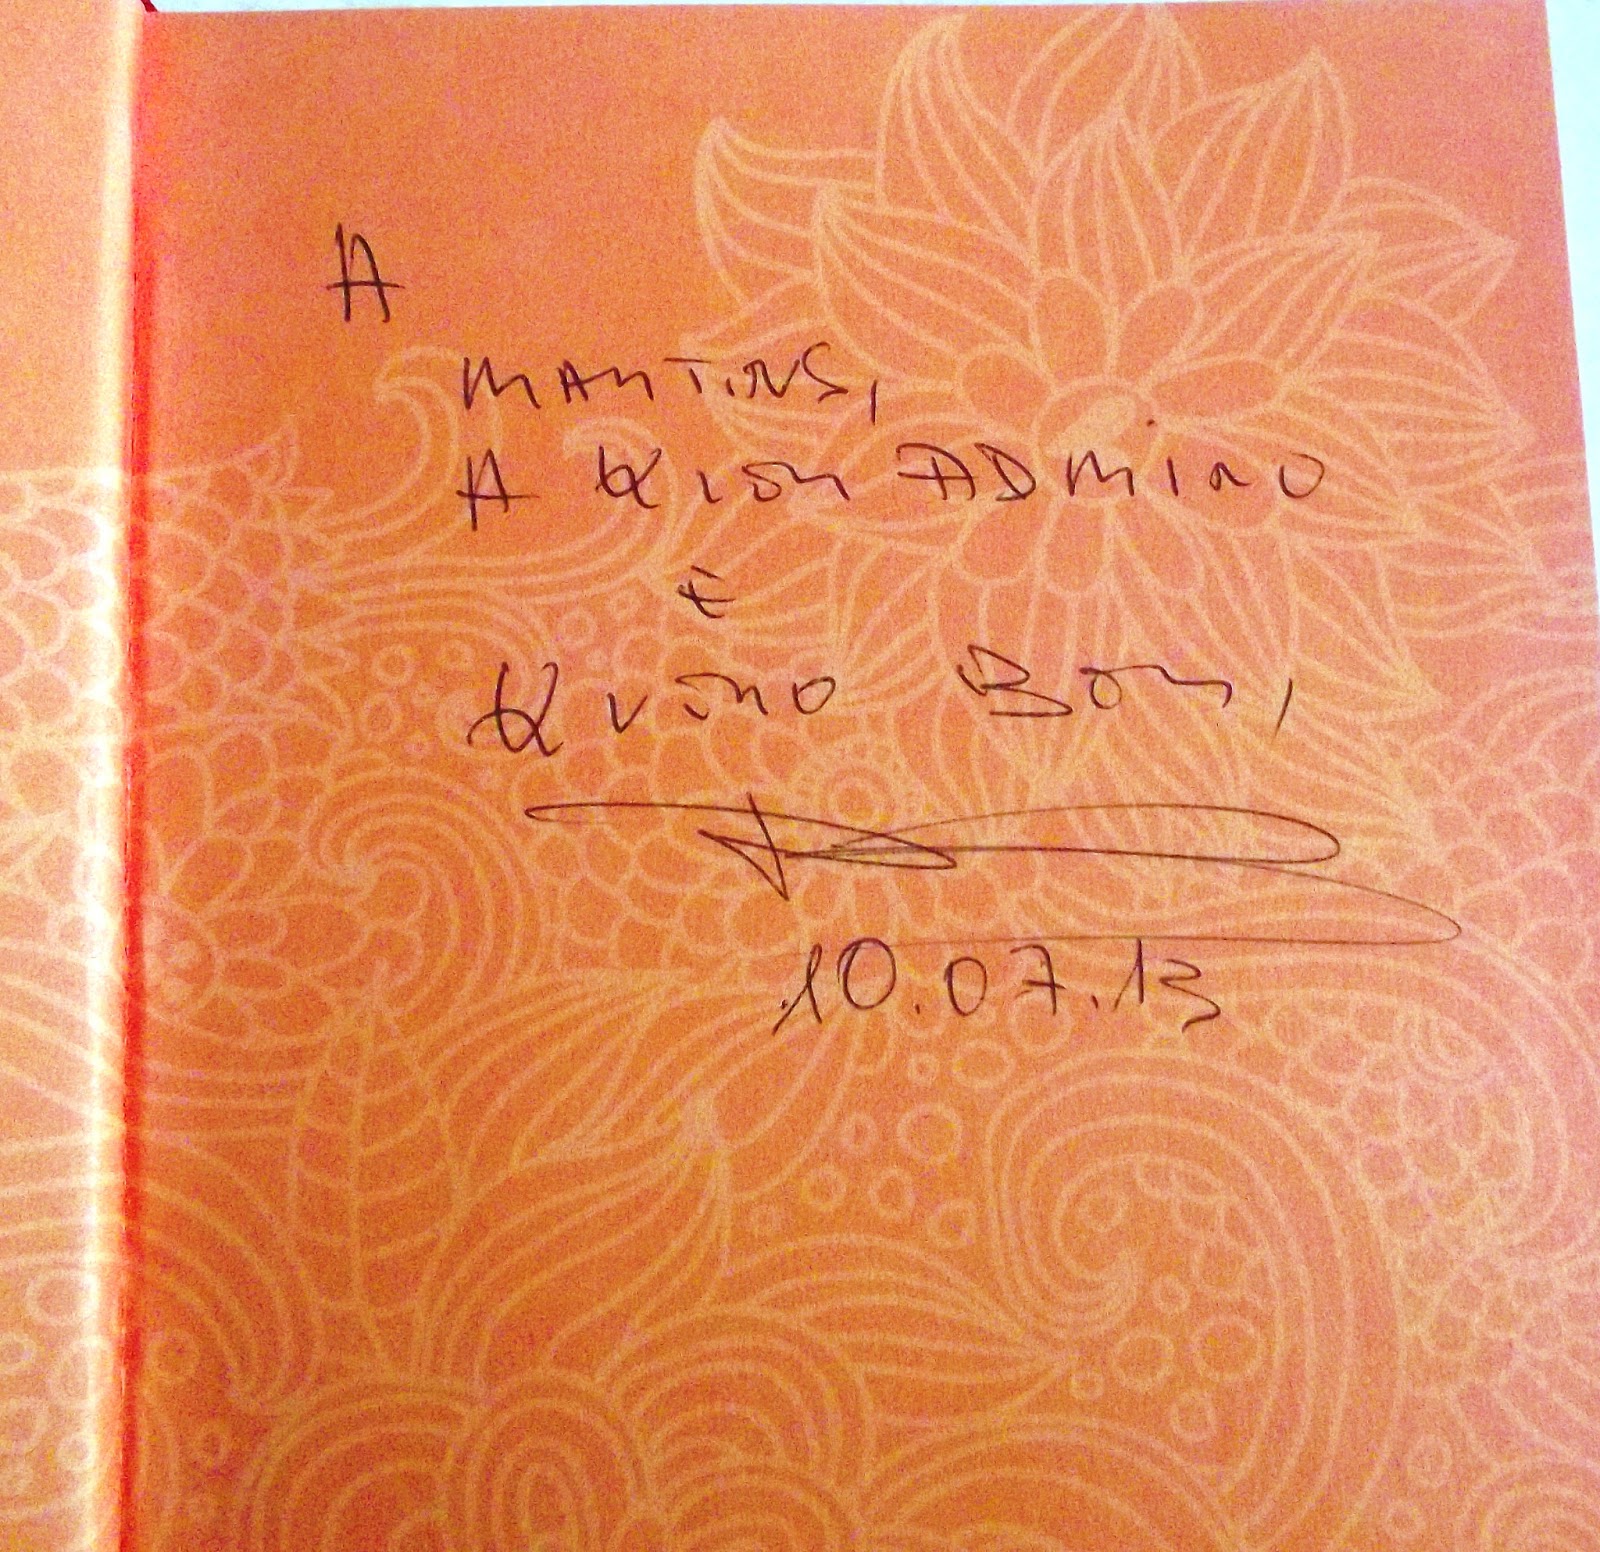 A
MARTINS,
A QUEM ADMIRO
E
QUERO BEM,
10.07.13